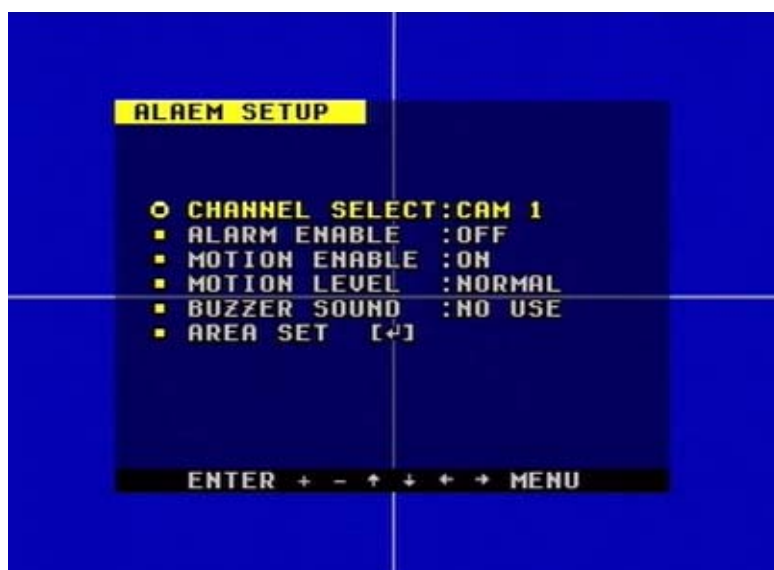 ALAEM SETUP
CHANNEL SELECT:CAM 1
ALARM ENABLE :OFF
MOTION ENABLE :ON
MOTION LEVEL :NORMAL
BUZZER SOUND :NO USE
AREA SET [↲]
ENTER + - ↑ ↓ ← → MENU